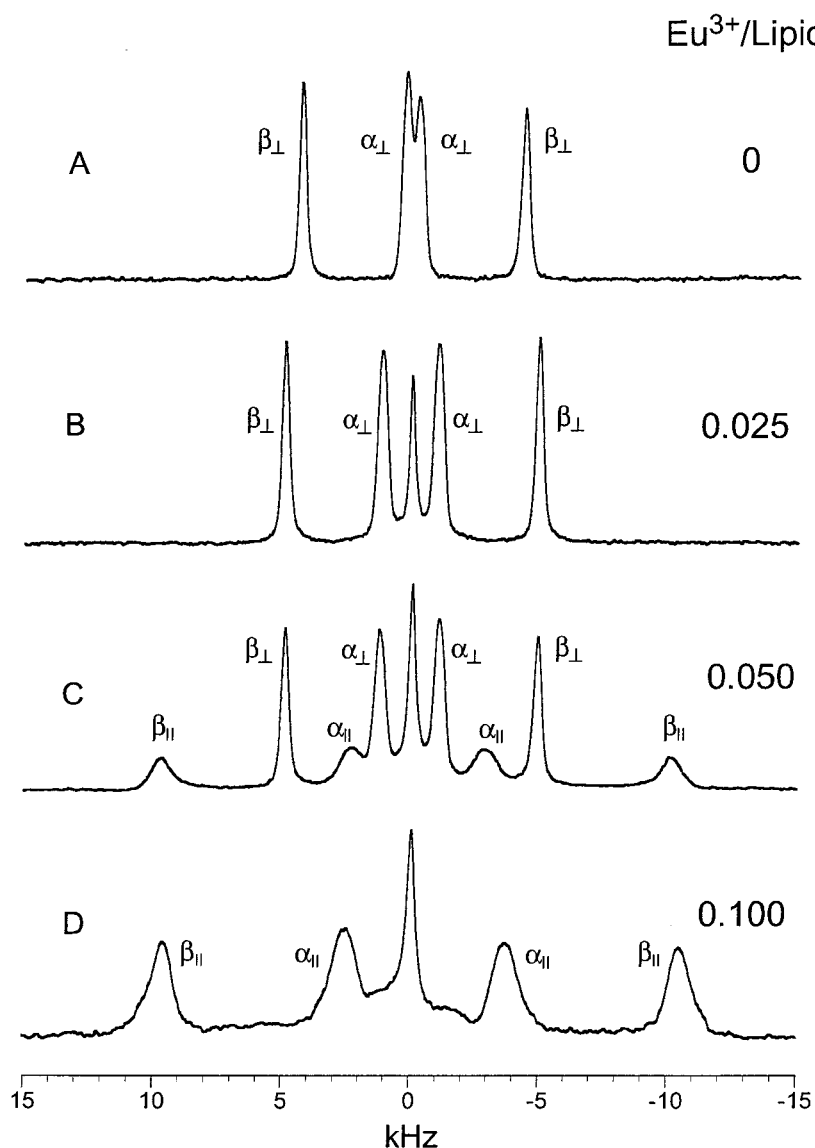 Eu³⁺/Lipid
A β⊥ α⊥ α⊥ β⊥ 0
B β⊥ α⊥ α⊥ β⊥ 0.025
C β|| β⊥ α|| α⊥ α⊥ α|| β⊥ β|| 0.050
D β|| α|| α|| β|| 0.100
15 10 5 0 -5 -10 -15
kHz